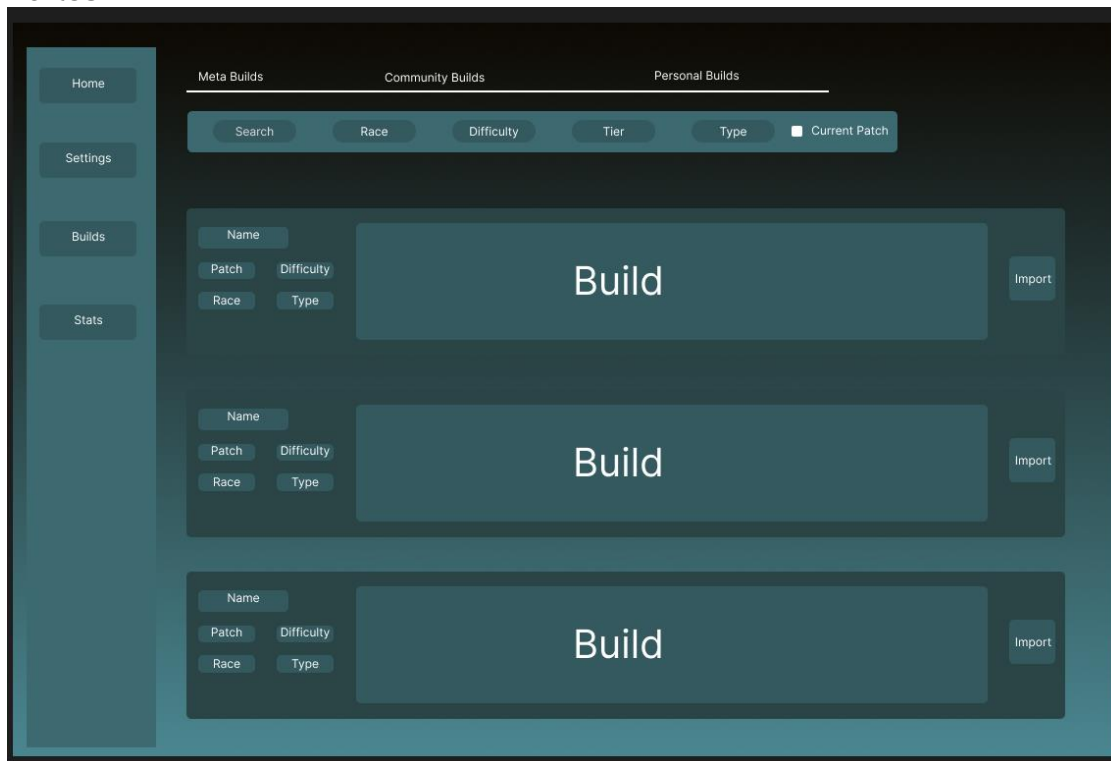 Home
Settings
Builds
Stats
Meta Builds Community Builds Personal Builds
Search Race Difficulty Tier Type Current Patch
Name
Patch Difficulty
Race Type
Build
Import
Name
Patch Difficulty
Race Type
Build
Import
Name
Patch Difficulty
Race Type
Build
Import